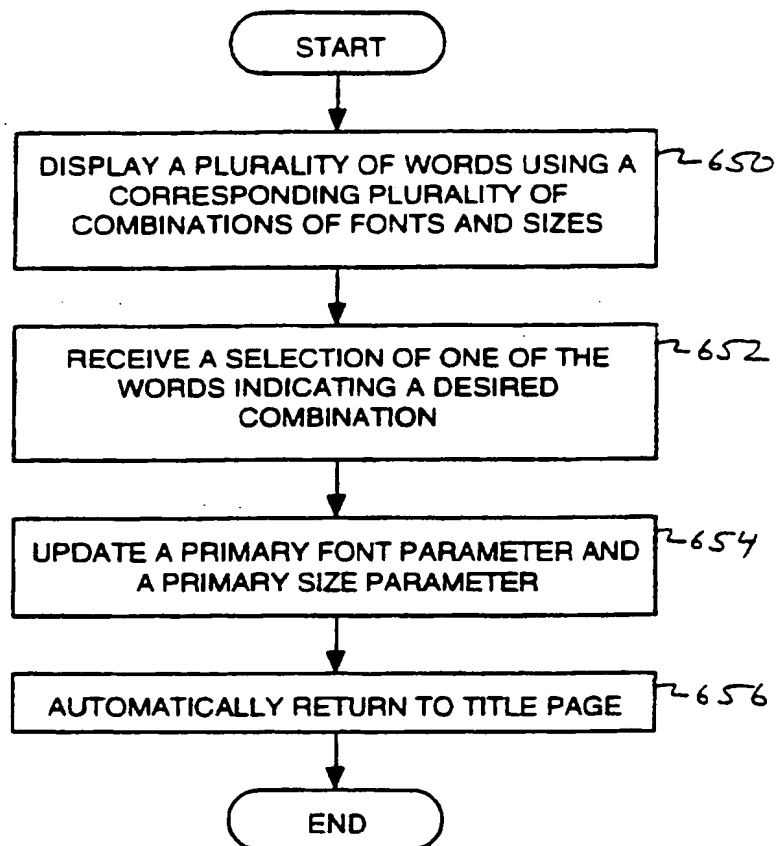 START
DISPLAY A PLURALITY OF WORDS USING A
650
CORRESPONDING PLURALITY OF
COMBINATIONS OF FONTS AND SIZES
RECEIVE A SELECTION OF ONE OF THE
652
WORDS INDICATING A DESIRED
COMBINATION
UPDATE A PRIMARY FONT PARAMETER AND
654
A PRIMARY SIZE PARAMETER
AUTOMATICALLY RETURN TO TITLE PAGE
656
END